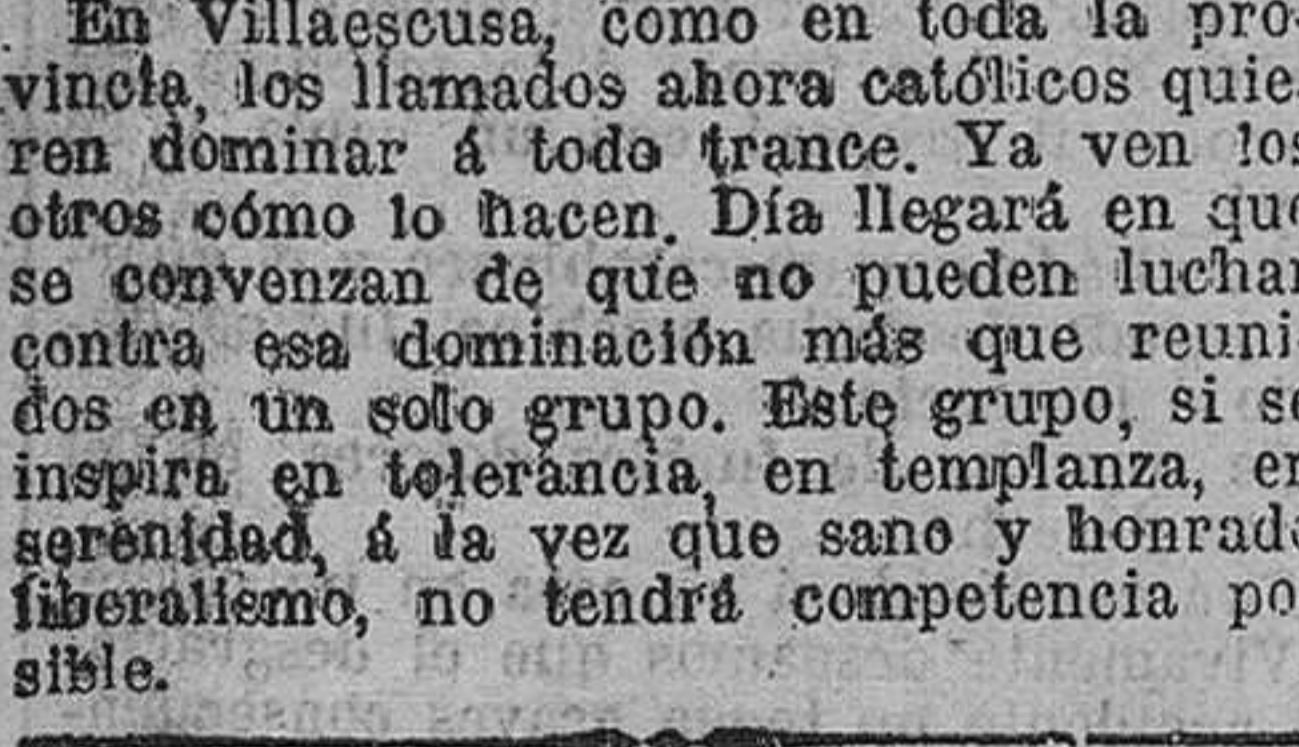 En Villaescusa, como en toda la pro-
vincia, los llamados ahora católicos quie-
ren dominar á todo trance. Ya ven los
otros cómo lo hacen. Día llegará en que
se convenzan de que no pueden luchar
contra esa dominación más que reuni-
dos en un solo grupo. Este grupo, si se
inspira en tolerancia, en templanza, en
serenidad, á la vez que sano y honrado
liberalismo, no tendrá competencia po-
sible.